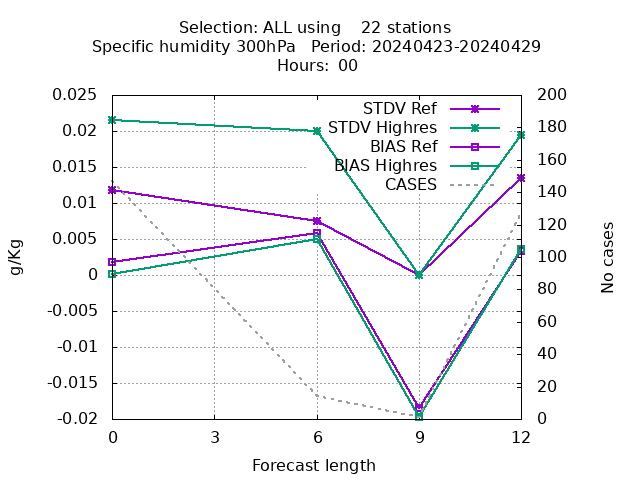 Selection: ALL using    22 stations
Specific humidity 300hPa   Period: 20240423-20240429
Hours: 00
STDV Ref
STDV Highres
BIAS Ref
BIAS Highres
CASES
0.025
0.02
0.015
0.01
0.005
0
-0.005
-0.01
-0.015
-0.02
g/Kg
200
180
160
140
120
100
80
60
40
20
0
No cases
0 3 6 9 12
Forecast length